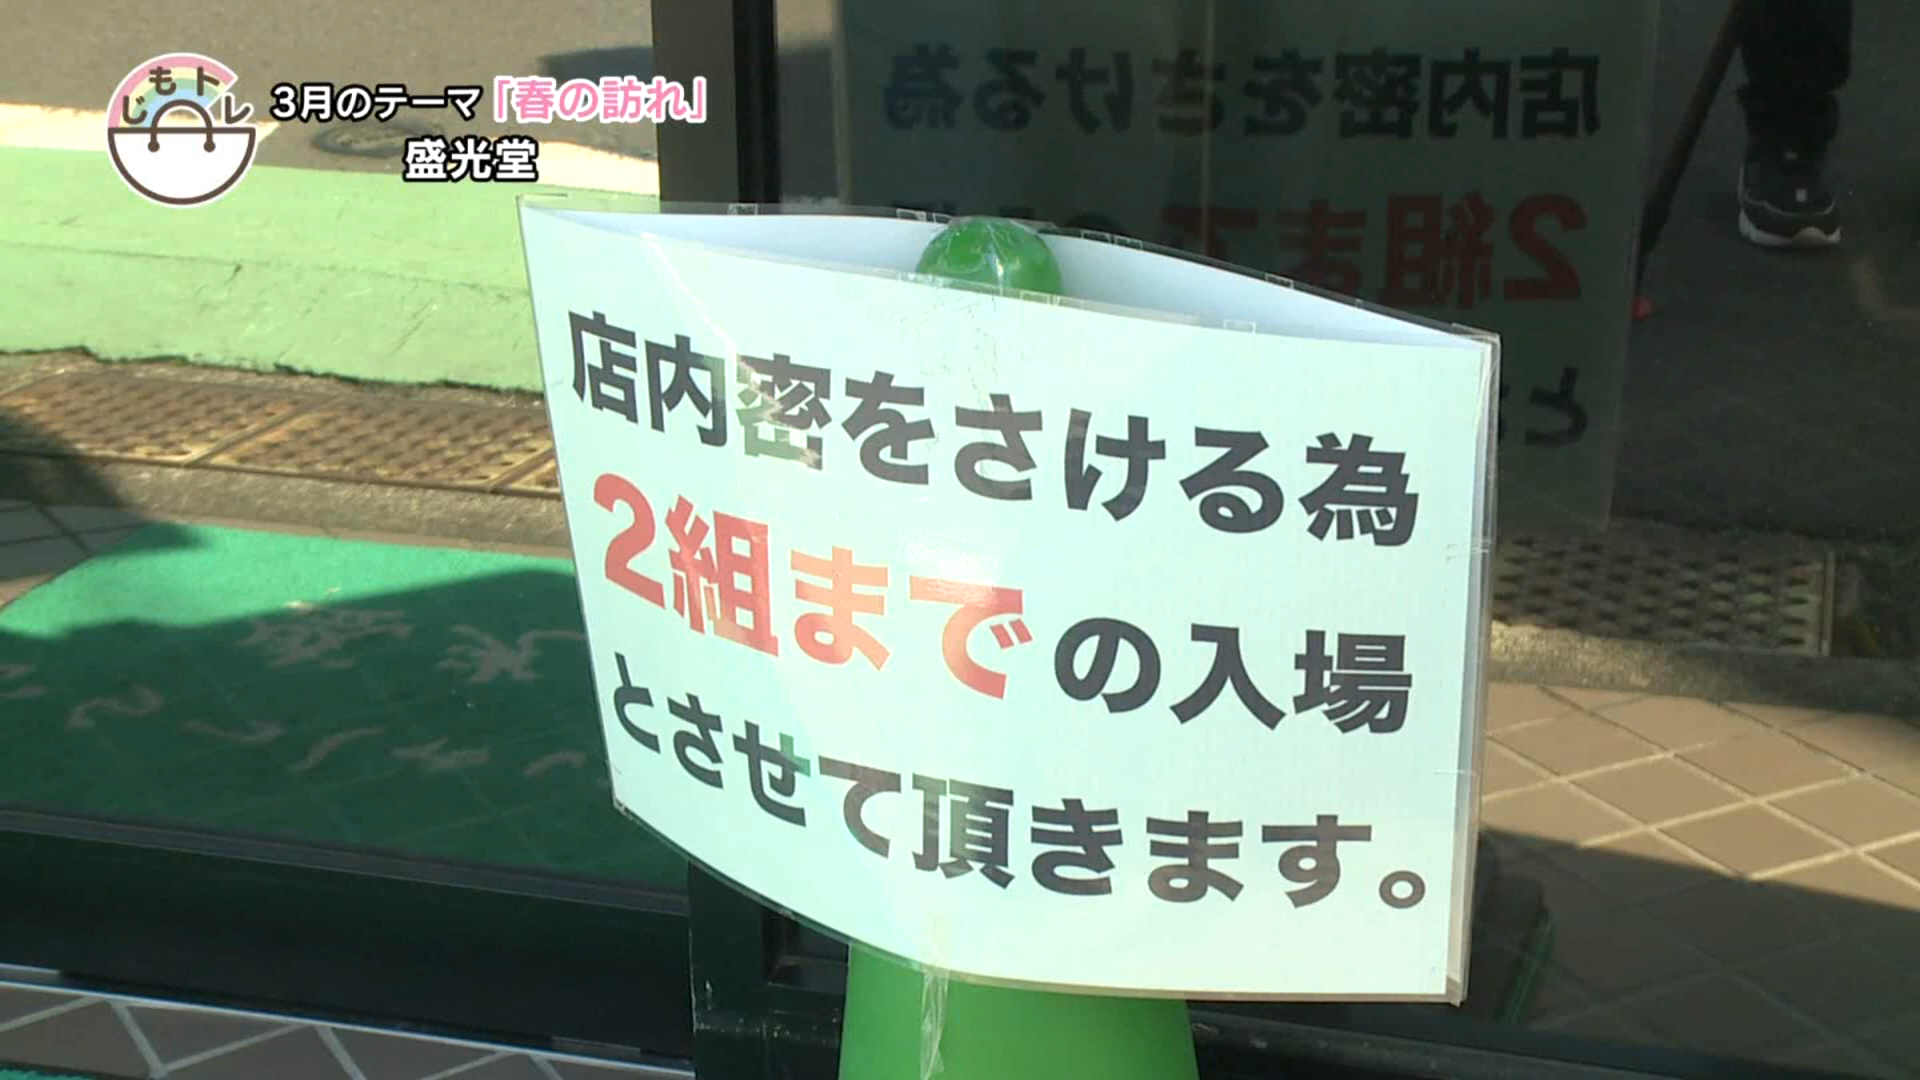 じもトレ
3月のテーマ「春の訪れ」
盛光堂
店内密をさける為
2組までの入場
とさせて頂きます。